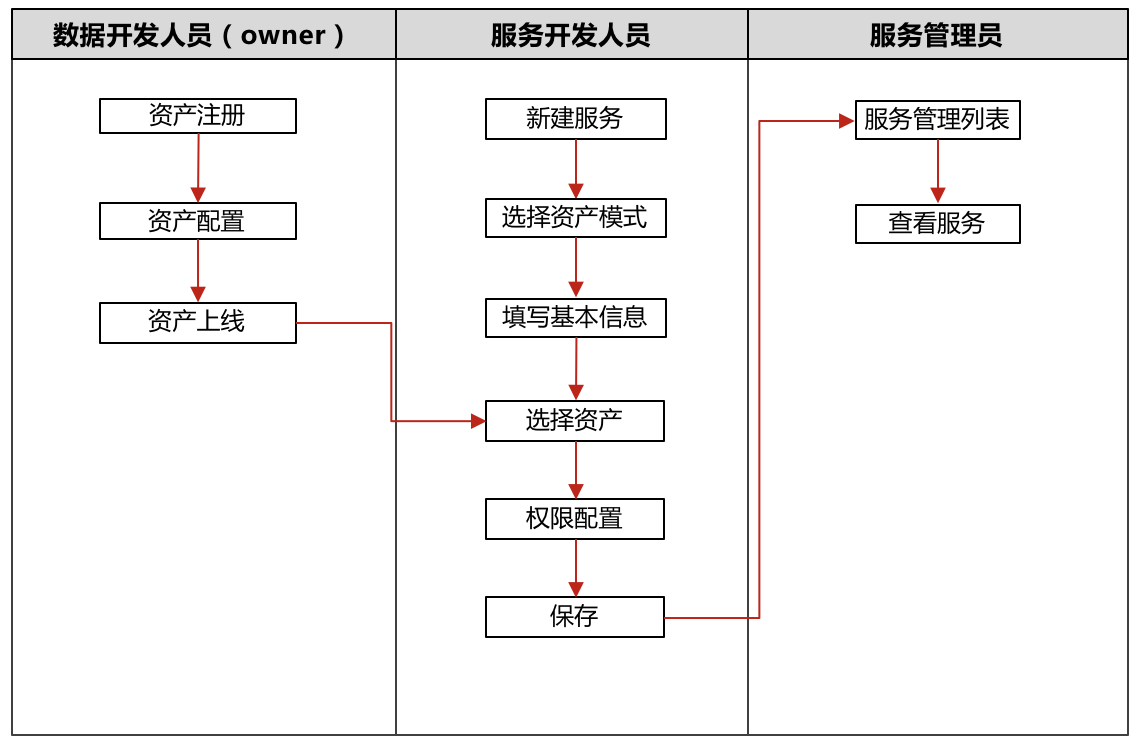 数据开发人员（owner）
服务开发人员
服务管理员
资产注册
资产配置
资产上线
新建服务
选择资产模式
填写基本信息
选择资产
权限配置
保存
服务管理列表
查看服务